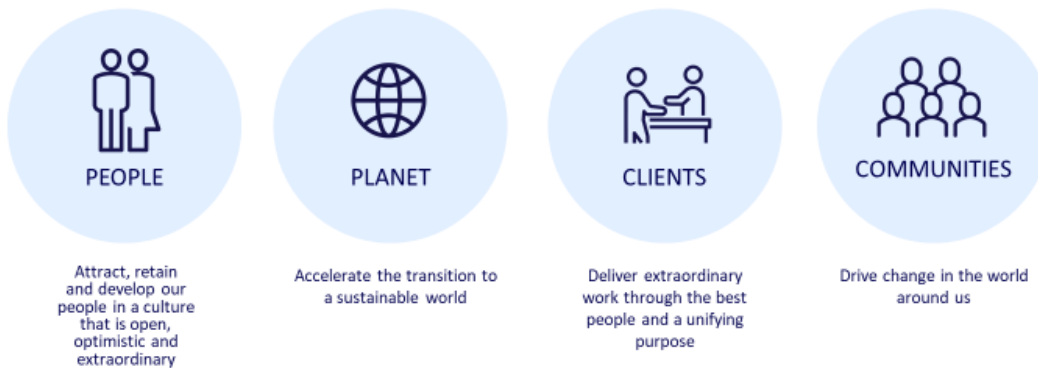 PEOPLE
Attract, retain
and develop our
people in a culture
that is open,
optimistic and
extraordinary
PLANET
Accelerate the transition to
a sustainable world
CLIENTS
Deliver extraordinary
work through the best
people and a unifying
purpose
COMMUNITIES
Drive change in the world
around us